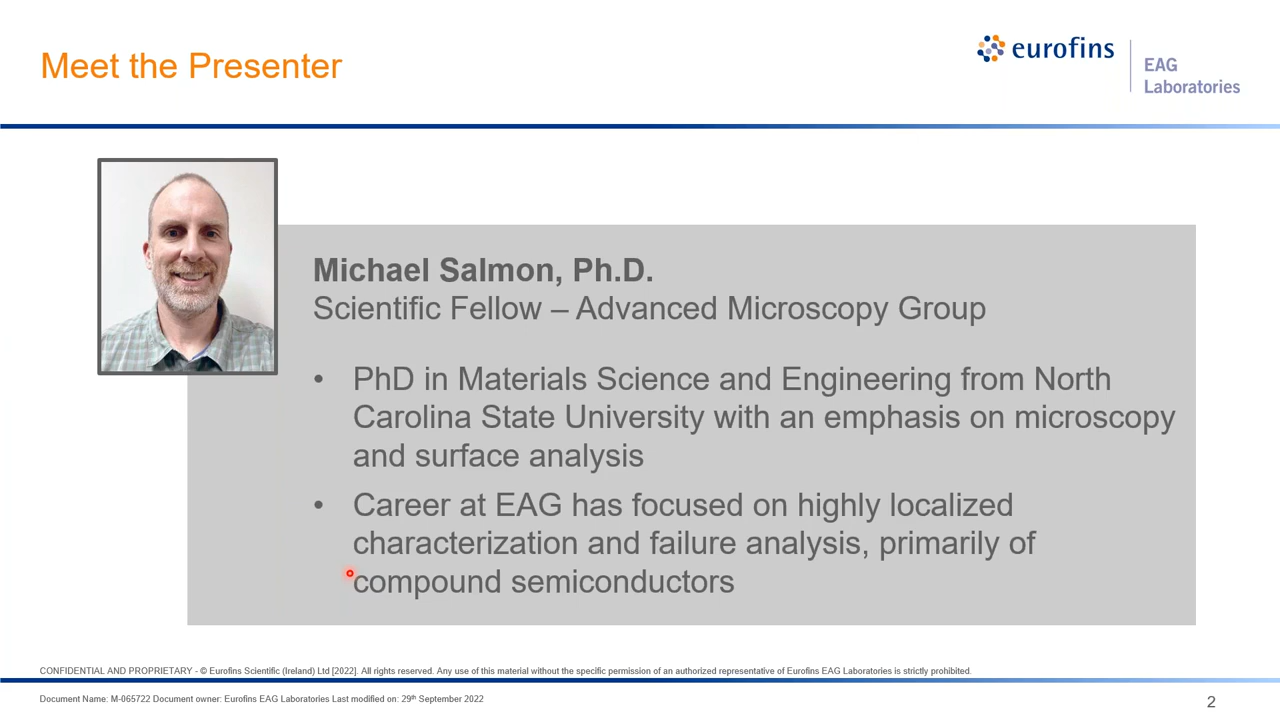 Meet the Presenter
eurofins
EAG
Laboratories
Michael Salmon, Ph.D.
Scientific Fellow – Advanced Microscopy Group
• PhD in Materials Science and Engineering from North
Carolina State University with an emphasis on microscopy
and surface analysis
• Career at EAG has focused on highly localized
characterization and failure analysis, primarily of
compound semiconductors
CONFIDENTIAL AND PROPRIETARY - © Eurofins Scientific (Ireland) Ltd [2022]. All rights reserved. Any use of this material without the specific permission of an authorized representative of Eurofins EAG Laboratories is strictly prohibited.
Document Name: M-065722 Document owner: Eurofins EAG Laboratories Last modified on: 29th September 2022
2